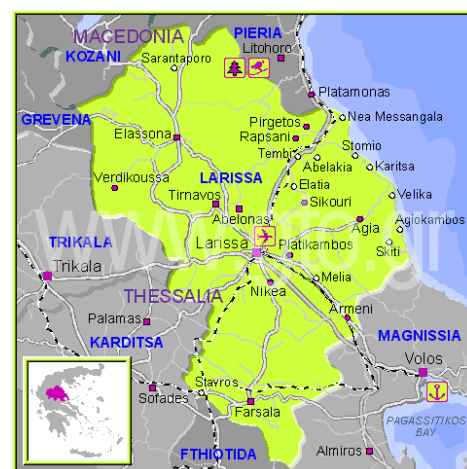 MACEDONIA
PIERIA
Litohoro
KOZANI
Sarantaporo
Platamonas
GREVENA
Nea Messangala
Pirgetos
Elassona
Rapsani
Tembi
Stomio
Abelakia
Karitsa
Verdikoussa
LARISSA
Elatia
Tirnavos
Sikouri
Velika
Abelonas
Agiokambos
Agia
TRIKALA
Larissa
Platikambos
Skiti
Trikala
Melia
THESSALIA
Nikea
Palamas
Armeni
KARDITSA
MAGNISSIA
Volos
Stavros
Sofades
Farsala
PAGASSITIKOS
BAY
FTHIOTIDA
Almiros